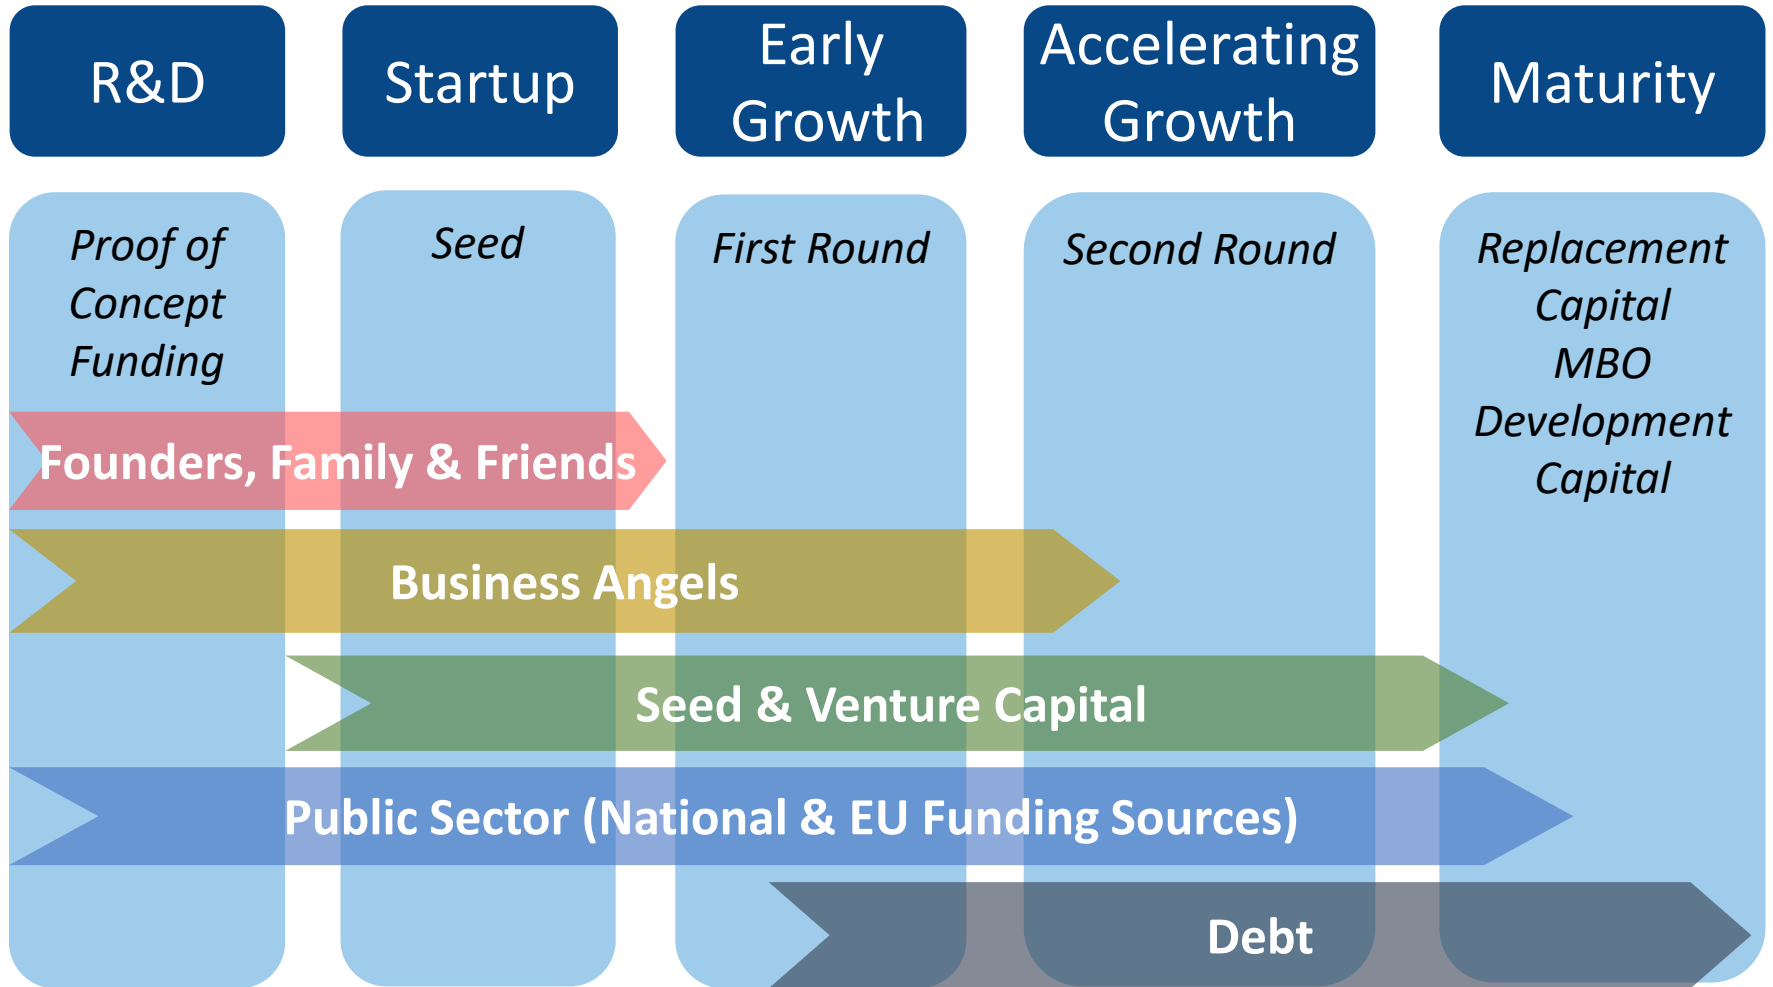 R&D
Startup
Early
Growth
Accelerating
Growth
Maturity
Proof of
Concept
Funding
Seed
First Round
Second Round
Replacement
Capital
MBO
Development
Capital
Founders, Family & Friends
Business Angels
Seed & Venture Capital
Public Sector (National & EU Funding Sources)
Debt